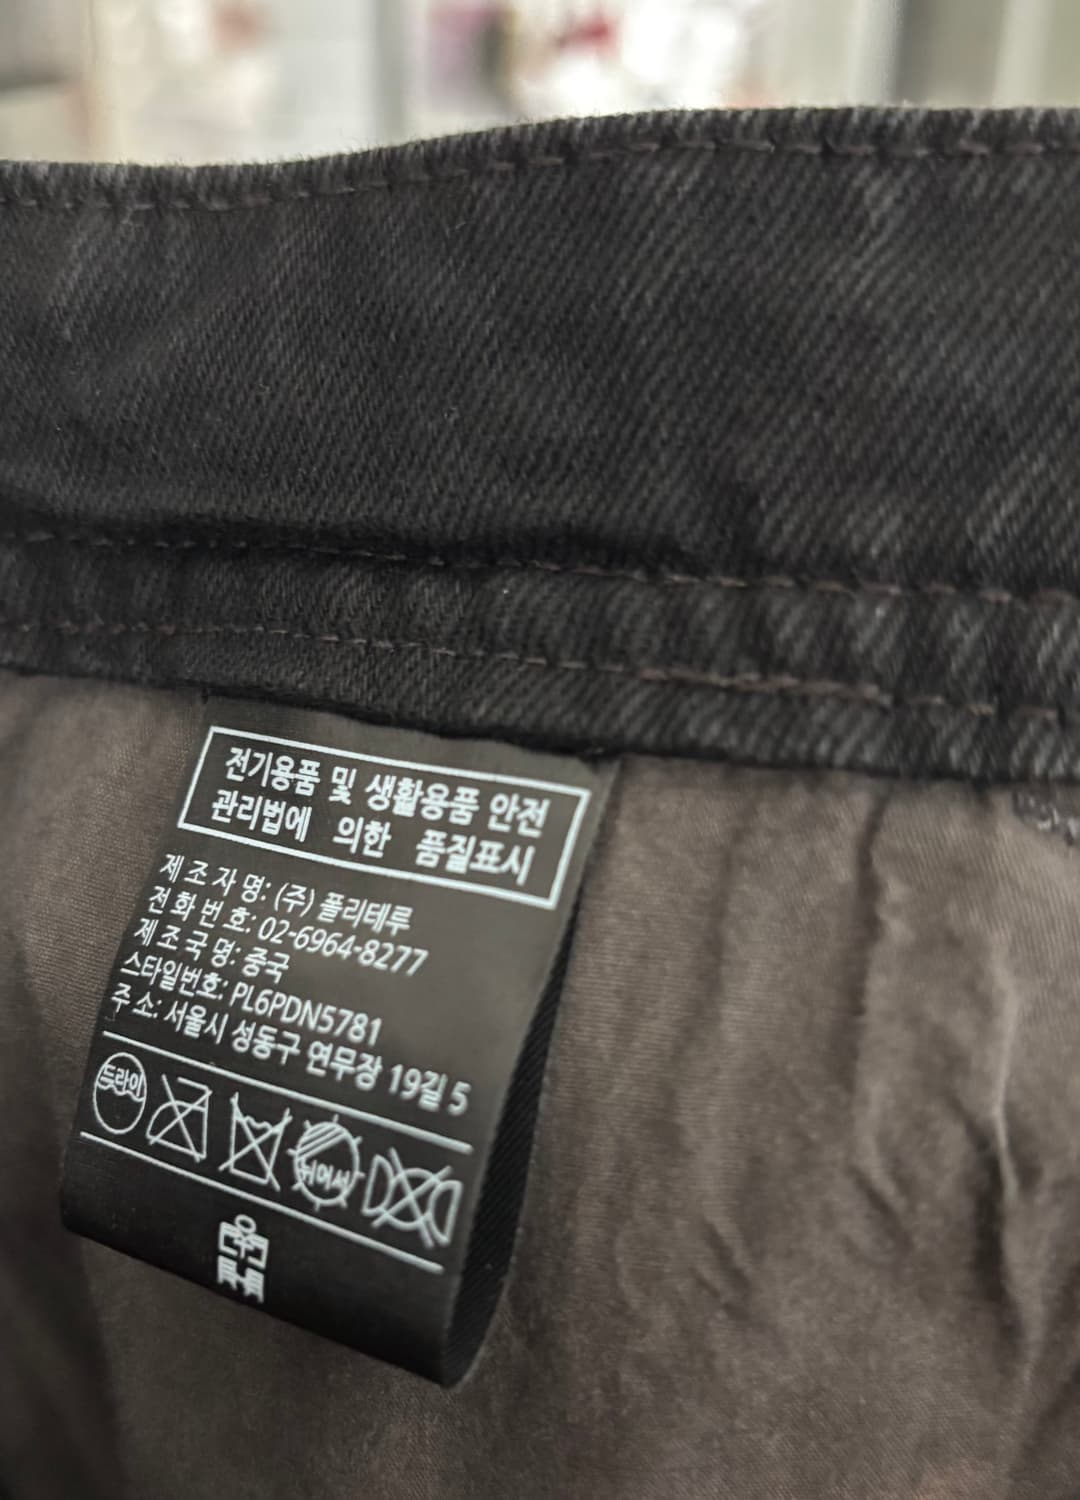 전기용품 및 생활용품 안전
관리법에 의한 품질표시
제 조 자 명: (주) 폴리테루
전 화 번 호: 02-6964-8277
제 조 국 명: 중국
스타일번호: PL6PDN5781
주 소: 서울시 성동구 연무장 19길 5
드라이
뉘어서